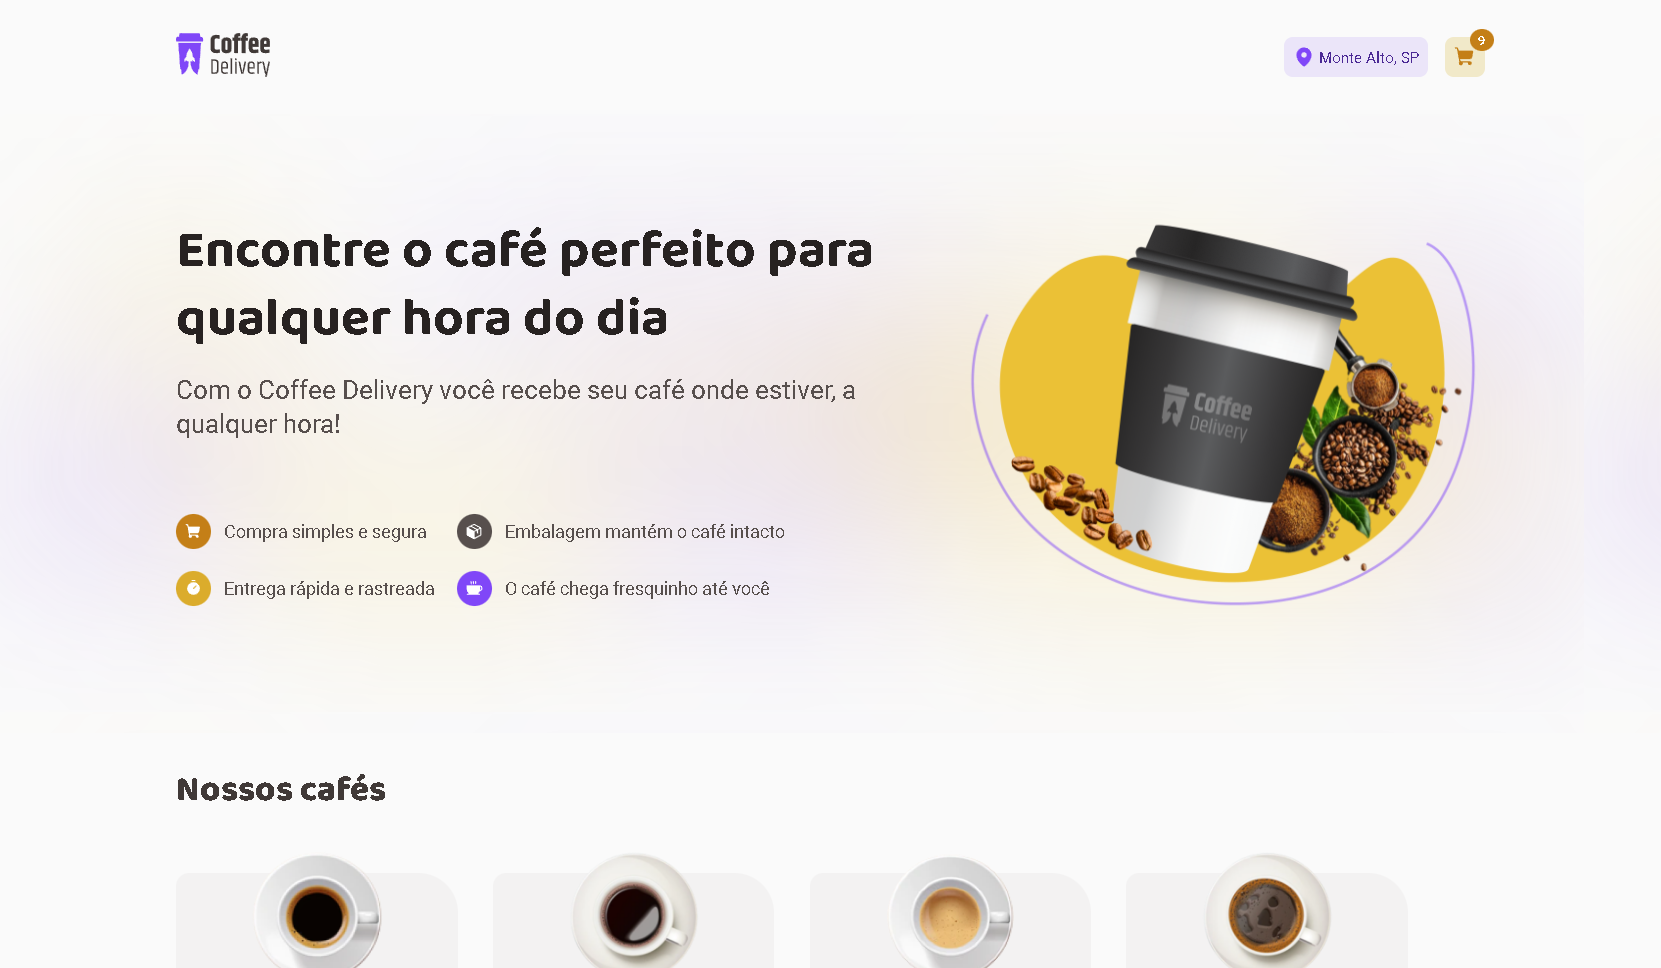 Coffee
Delivery
Monte Alto, SP
9
Encontre o café perfeito para
qualquer hora do dia
Com o Coffee Delivery você recebe seu café onde estiver, a
qualquer hora!
Coffee
Delivery
Compra simples e segura
Embalagem mantém o café intacto
Entrega rápida e rastreada
O café chega fresquinho até você
Nossos cafés